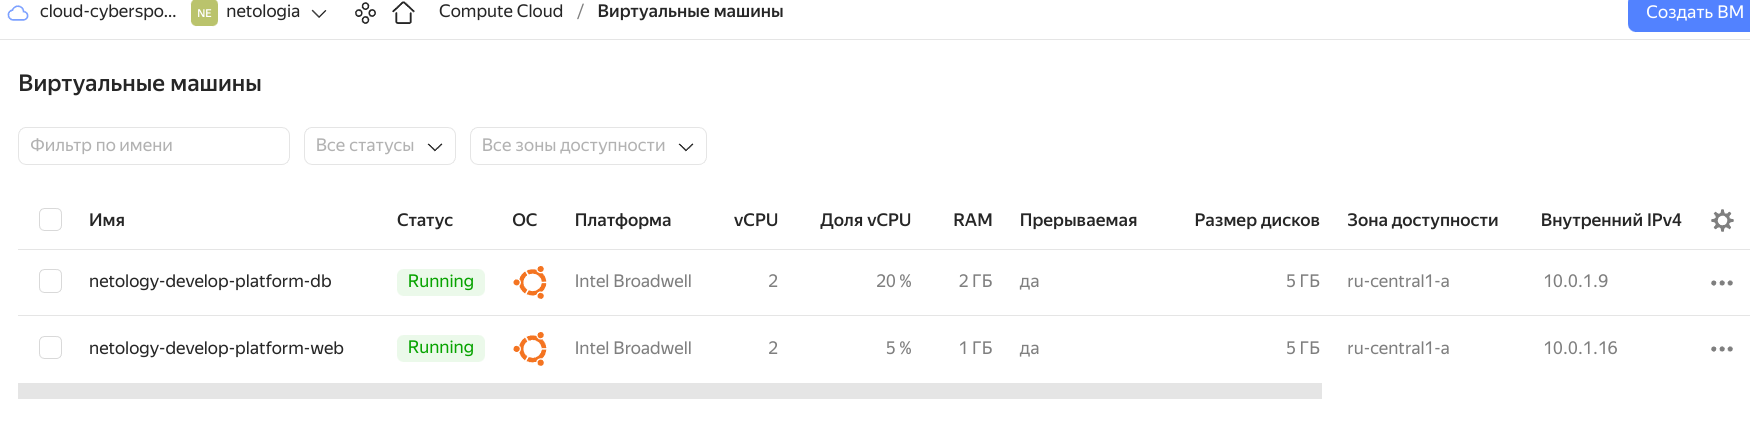 cloud-cyberspo... NE netologia Compute Cloud / Виртуальные машины Создать ВМ
Виртуальные машины
Фильтр по имени Все статусы Все зоны доступности
Имя Статус ОС Платформа vCPU Доля vCPU RAM Прерываемая Размер дисков Зона доступности Внутренний IPv4
netology-develop-platform-db Running Intel Broadwell 2 20 % 2 ГБ да 5 ГБ ru-central1-a 10.0.1.9
netology-develop-platform-web Running Intel Broadwell 2 5 % 1 ГБ да 5 ГБ ru-central1-a 10.0.1.16